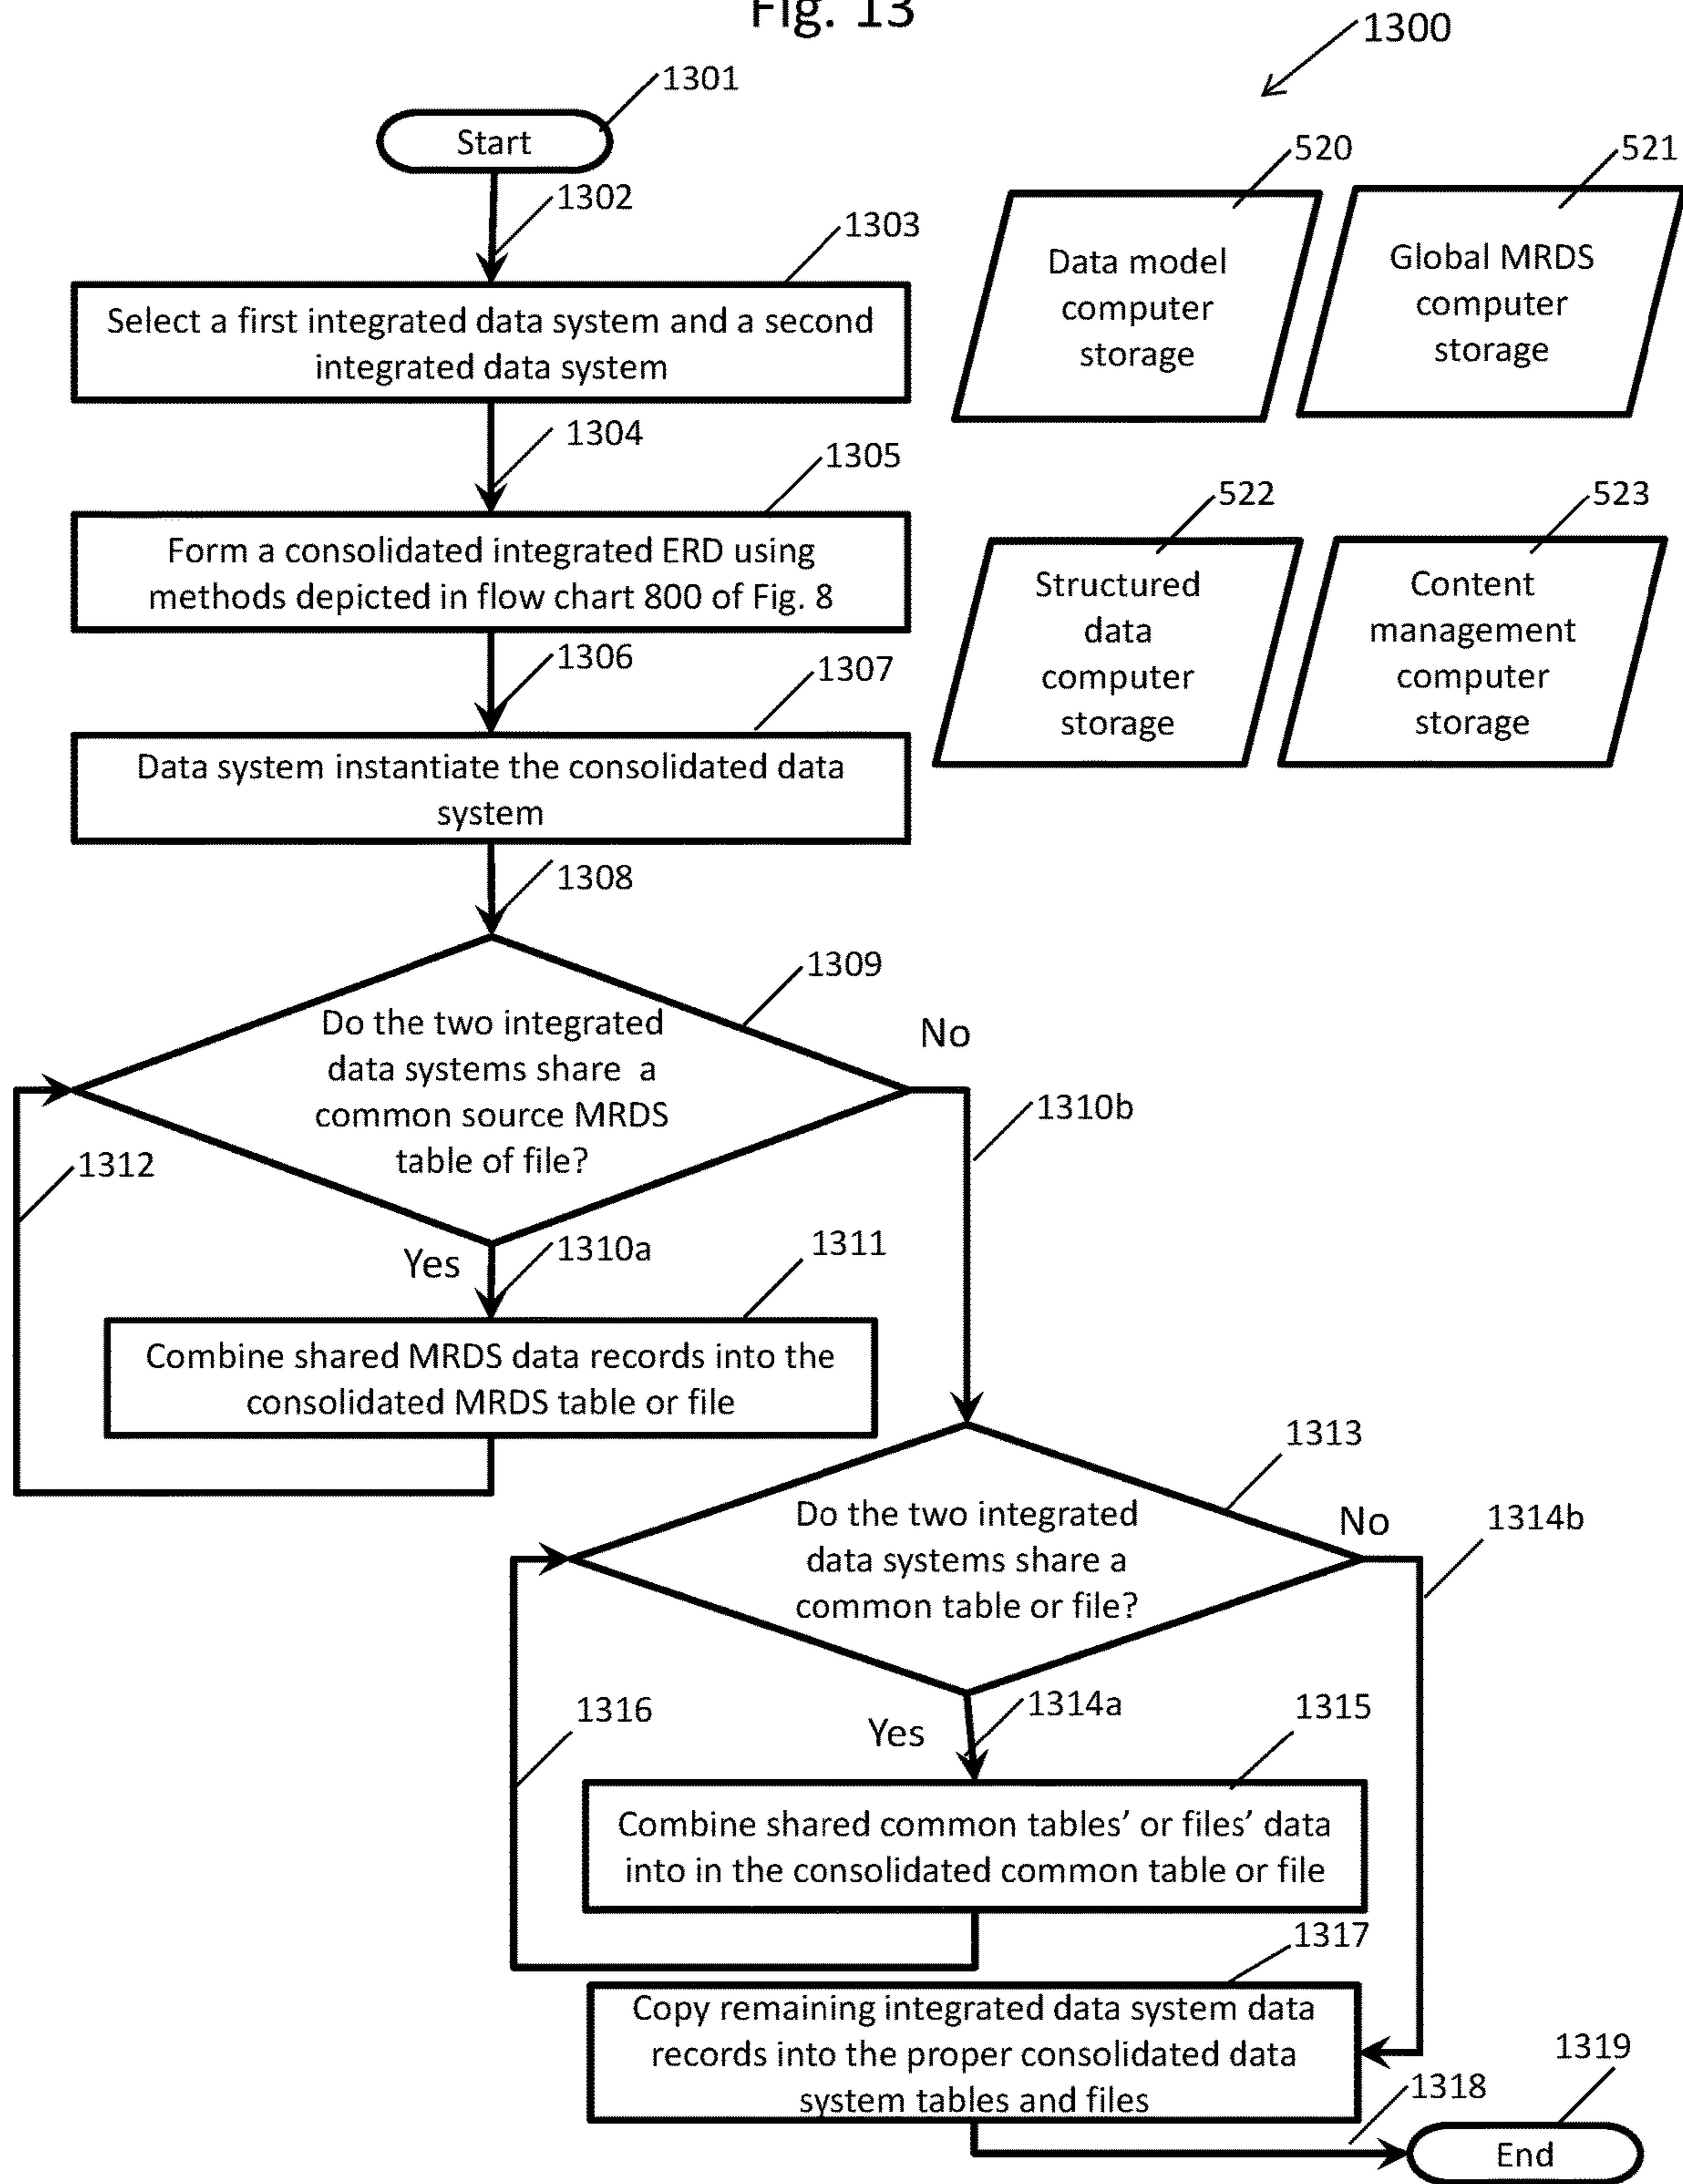 Fig. 13
1300
1301
Start
1302
520
521
1303
Data model
computer
storage
Global MRDS
computer
storage
Select a first integrated data system and a second
integrated data system
1304
1305
522
523
Form a consolidated integrated ERD using
methods depicted in flow chart 800 of Fig. 8
Structured
data
computer
storage
Content
management
computer
storage
1306
1307
Data system instantiate the consolidated data
system
1308
1309
Do the two integrated
data systems share a
common source MRDS
table of file?
No
1310b
1312
Yes
1310a
1311
Combine shared MRDS data records into the
consolidated MRDS table or file
1313
Do the two integrated
data systems share a
common table or file?
No
1314b
1316
Yes
1314a
1315
Combine shared common tables’ or files’ data
into in the consolidated common table or file
1317
Copy remaining integrated data system data
records into the proper consolidated data
system tables and files
1318
1319
End